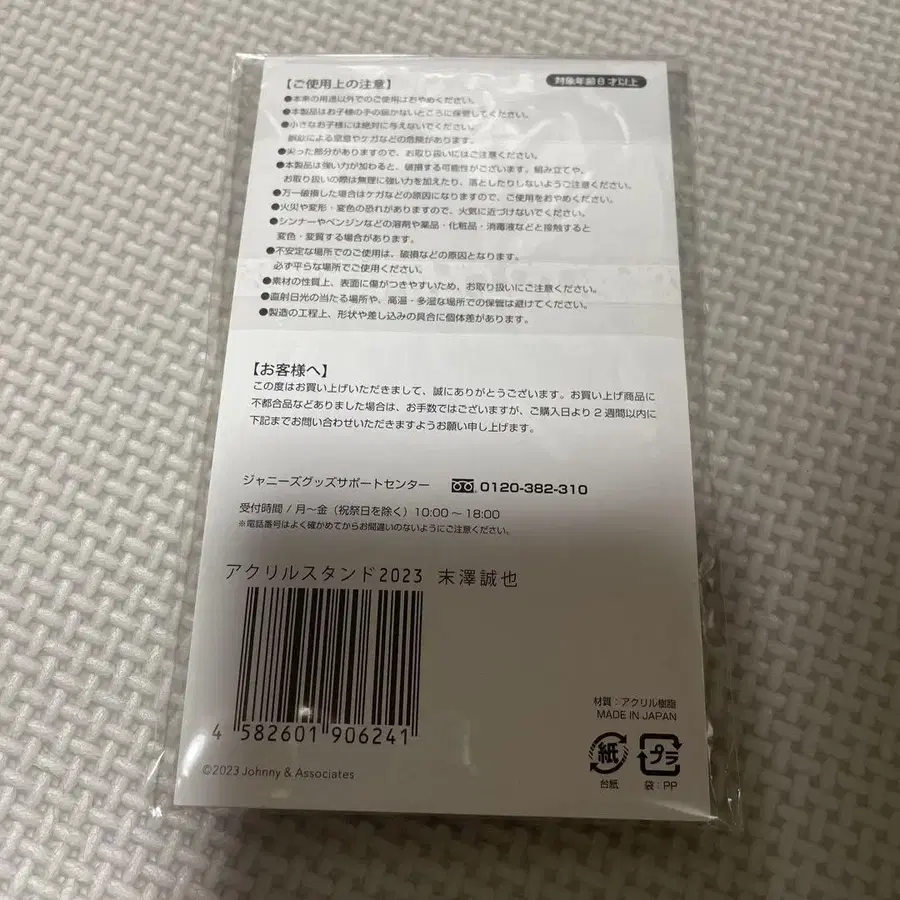 【ご使用上の注意】
対象年齢8才以上
●本来の用途以外でのご使用はおやめください。
●本製品はお子様の手の届かないところに保管してください。
●小さなお子様には絶対に与えないでください。
誤飲による窒息やケガなどの危険があります。
●尖った部分がありますので、お取り扱いにはご注意ください。
●本製品は強い力が加わると、破損する可能性がございます。組み立てや、
お取り扱いの際は無理に強い力を加えたり、落としたりしないようご注意ください。
●万一破損した場合はケガなどの原因になりますので、ご使用をおやめください。
●火災や変形・変色の恐れがありますので、火気に近づけないでください。
●シンナーやベンジンなどの溶剤や薬品・化粧品・消毒液などと接触すると
変色・変質する場合があります。
●不安定な場所でのご使用は、破損などの原因となります。
必ず平らな場所でご使用ください。
●素材の性質上、表面に傷がつきやすいため、お取り扱いにご注意ください。
●直射日光の当たる場所や、高温・多湿な場所での保管は避けてください。
●製造の工程上、形状や差し込みの具合に個体差があります。
【お客様へ】
この度はお買い上げいただきまして、誠にありがとうございます。お買い上げ商品に
不都合品などありました場合は、お手数ではございますが、ご購入日より2週間以内に
下記までお問い合わせいただきますようお願い申し上げます。
ジャニーズグッズサポートセンター 0120-382-310
受付時間 / 月～金（祝祭日を除く）10:00～18:00
※電話番号はよく確かめてからお間違いのないようにご注意ください。
アクリルスタンド2023 末澤誠也
4 582601 906241
©2023 Johnny & Associates
材質：アクリル樹脂
MADE IN JAPAN
紙 プラ
台紙 袋：PP